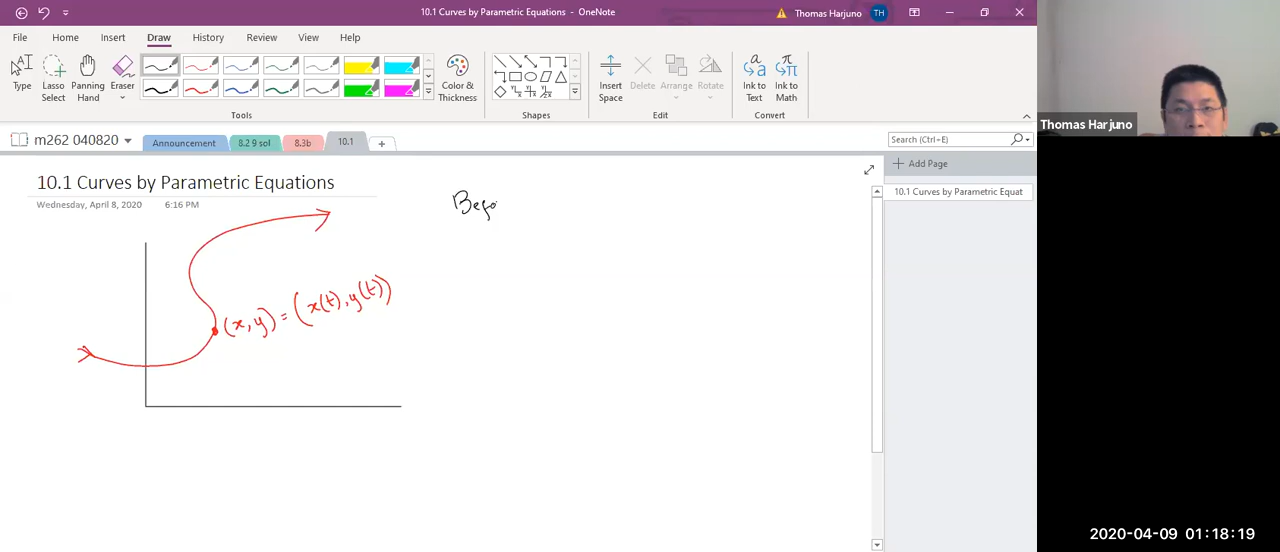 10.1 Curves by Parametric Equations - OneNote
Thomas Harjuno
TH
File Home Insert Draw History Review View Help
Type
Lasso Select
Panning Hand
Eraser
Color & Thickness
Insert Space
Delete
Arrange
Rotate
Ink to Text
Ink to Math
Tools
Shapes
Edit
Convert
Thomas Harjuno
m262 040820
Announcement
8.2 9 sol
8.3b
10.1
Search (Ctrl+E)
Add Page
10.1 Curves by Parametric Equat
10.1 Curves by Parametric Equations
Wednesday, April 8, 2020 6:16 PM
Befo
(x,y) = (x(t), y(t))
2020-04-09 01:18:19